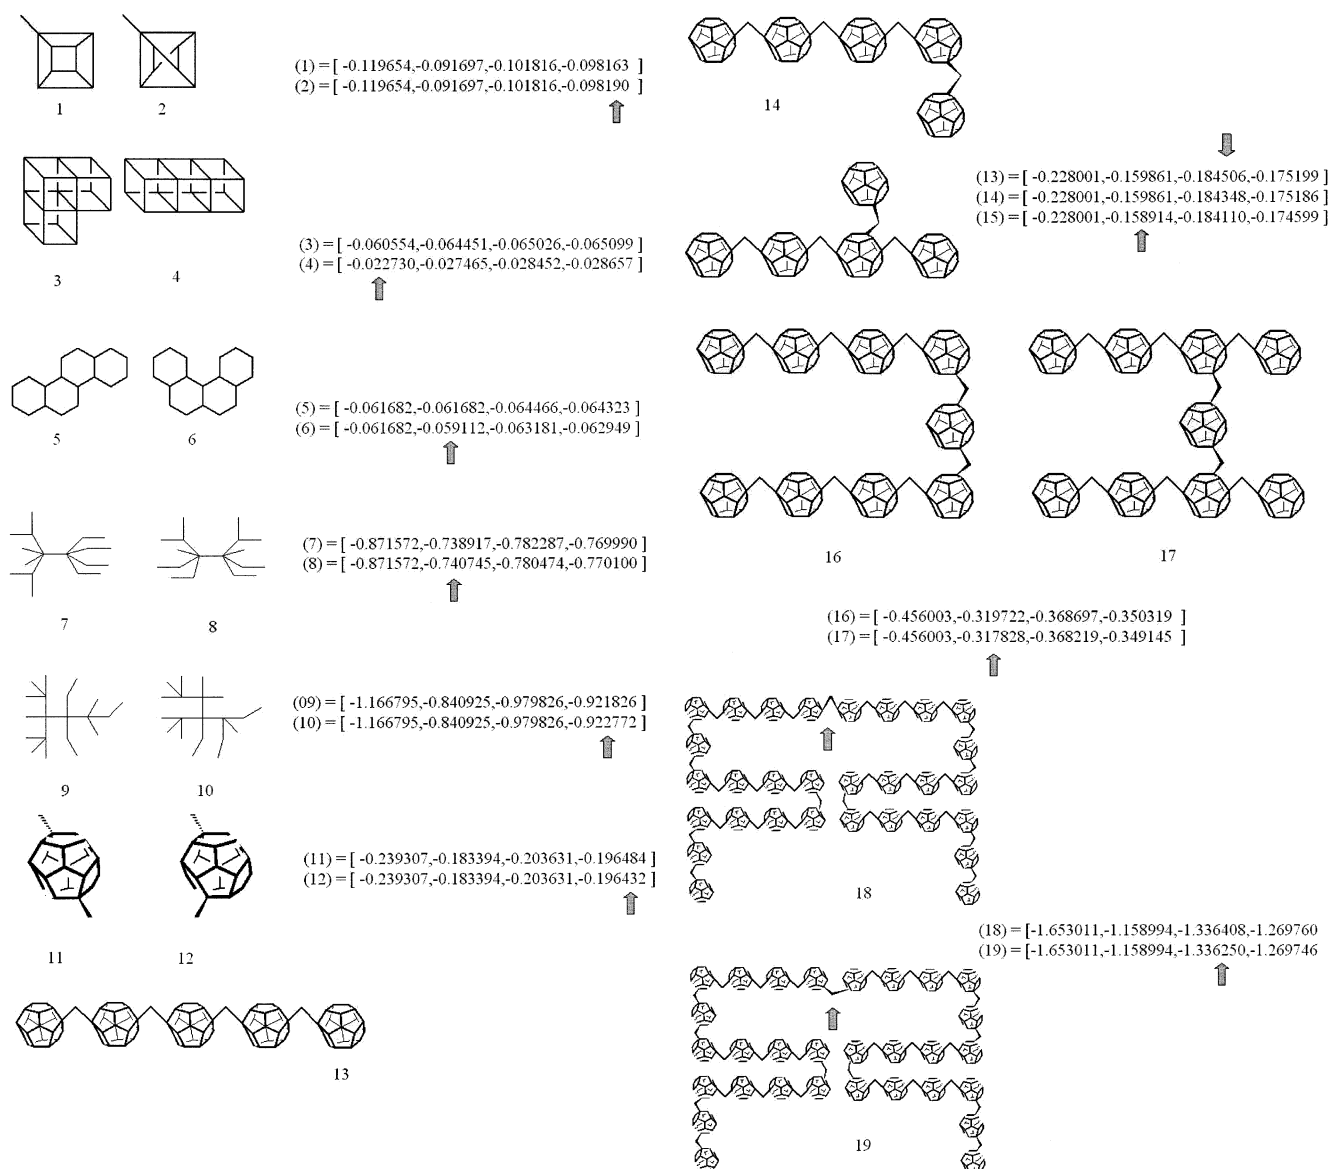 1
2
(1) = [ -0.119654,-0.091697,-0.101816,-0.098163 ]
(2) = [ -0.119654,-0.091697,-0.101816,-0.098190 ]
3
4
(3) = [ -0.060554,-0.064451,-0.065026,-0.065099 ]
(4) = [ -0.022730,-0.027465,-0.028452,-0.028657 ]
5
6
(5) = [ -0.061682,-0.061682,-0.064466,-0.064323 ]
(6) = [ -0.061682,-0.059112,-0.063181,-0.062949 ]
7
8
(7) = [ -0.871572,-0.738917,-0.782287,-0.769990 ]
(8) = [ -0.871572,-0.740745,-0.780474,-0.770100 ]
9
10
(09) = [ -1.166795,-0.840925,-0.979826,-0.921826 ]
(10) = [ -1.166795,-0.840925,-0.979826,-0.922772 ]
11
12
(11) = [ -0.239307,-0.183394,-0.203631,-0.196484 ]
(12) = [ -0.239307,-0.183394,-0.203631,-0.196432 ]
13
14
(13) = [ -0.228001,-0.159861,-0.184506,-0.175199 ]
(14) = [ -0.228001,-0.159861,-0.184348,-0.175186 ]
(15) = [ -0.228001,-0.158914,-0.184110,-0.174599 ]
16
17
(16) = [ -0.456003,-0.319722,-0.368697,-0.350319 ]
(17) = [ -0.456003,-0.317828,-0.368219,-0.349145 ]
18
(18) = [-1.653011,-1.158994,-1.336408,-1.269760
(19) = [-1.653011,-1.158994,-1.336250,-1.269746
19